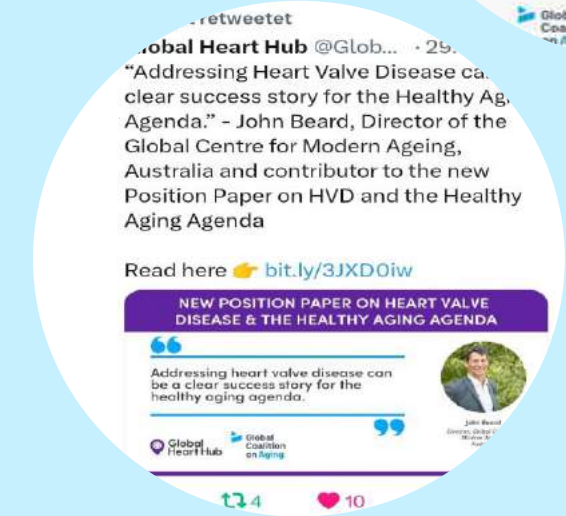 retweetet
Global Heart Hub @Glob... · 29.
“Addressing Heart Valve Disease ca
clear success story for the Healthy Ag
Agenda.” – John Beard, Director of the
Global Centre for Modern Ageing,
Australia and contributor to the new
Position Paper on HVD and the Healthy
Aging Agenda
Read here 👉 bit.ly/3JXD0iw
NEW POSITION PAPER ON HEART VALVE
DISEASE & THE HEALTHY AGING AGENDA
Addressing heart valve disease can
be a clear success story for the
healthy aging agenda.
John Beard
Global
Heart Hub
Global
Coalition
on Aging
4 10